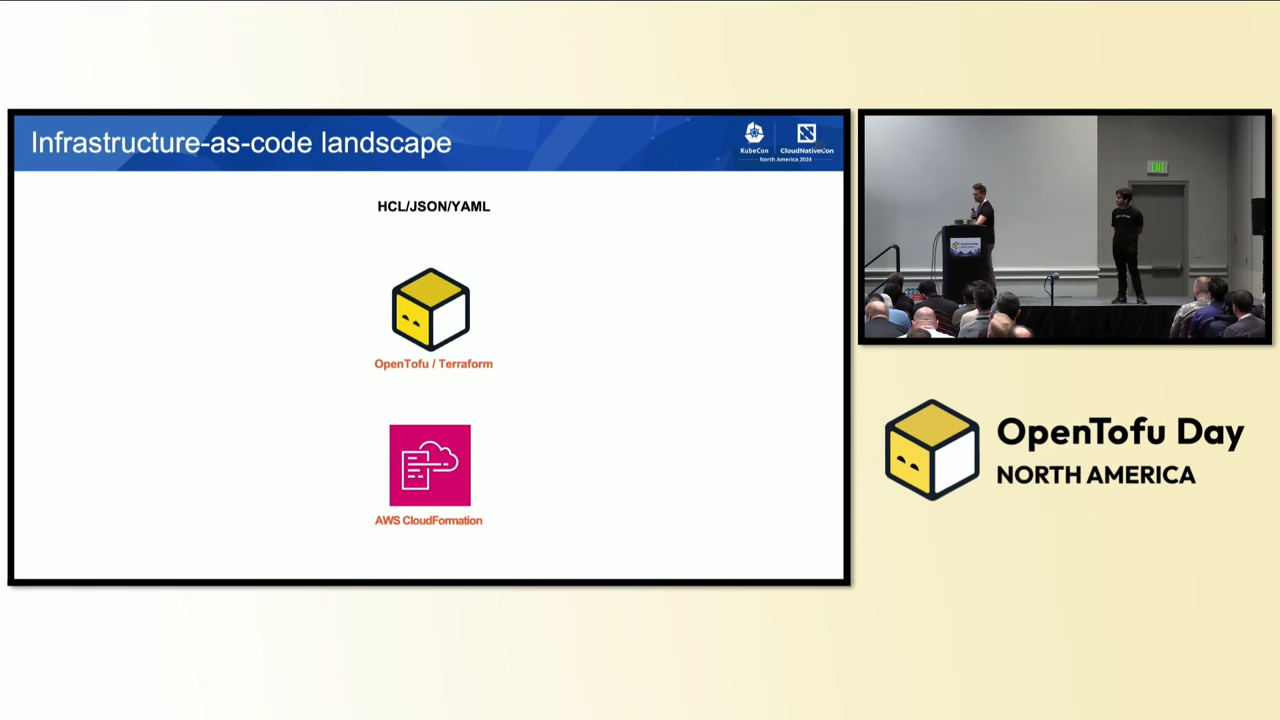 Infrastructure-as-code landscape
KubeCon
CloudNativeCon
North America 2024
HCL/JSON/YAML
OpenTofu / Terraform
AWS CloudFormation
EXIT
OpenTofu Day
NORTH AMERICA